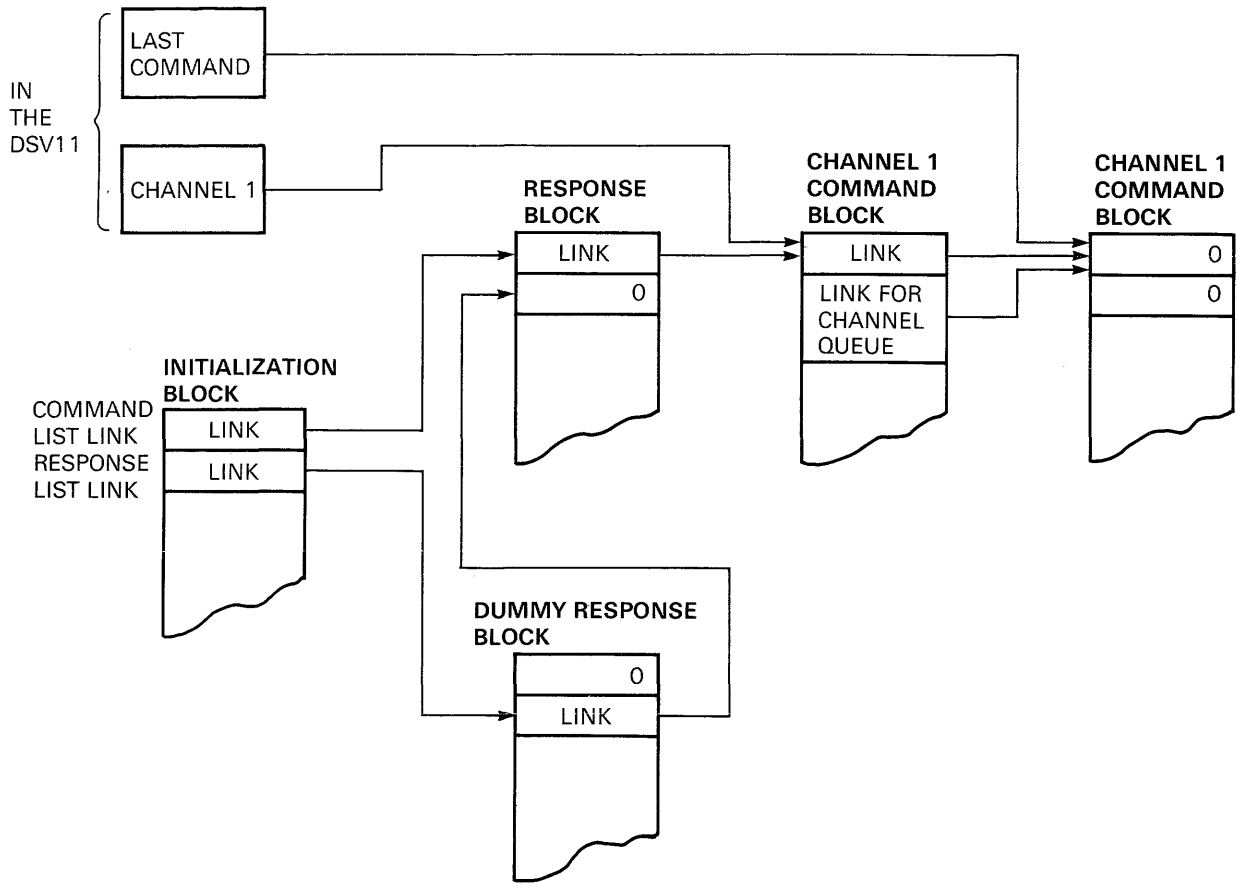 LAST
COMMAND
IN
THE
DSV11
CHANNEL 1
RESPONSE
BLOCK
LINK
0
CHANNEL 1
COMMAND
BLOCK
LINK
LINK FOR
CHANNEL
QUEUE
CHANNEL 1
COMMAND
BLOCK
0
0
INITIALIZATION
BLOCK
COMMAND
LIST LINK
LINK
RESPONSE
LIST LINK
LINK
DUMMY RESPONSE
BLOCK
0
LINK